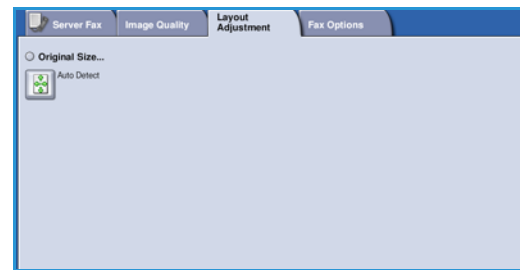 Server Fax
Image Quality
Layout
Adjustment
Fax Options
Original Size...
Auto Detect